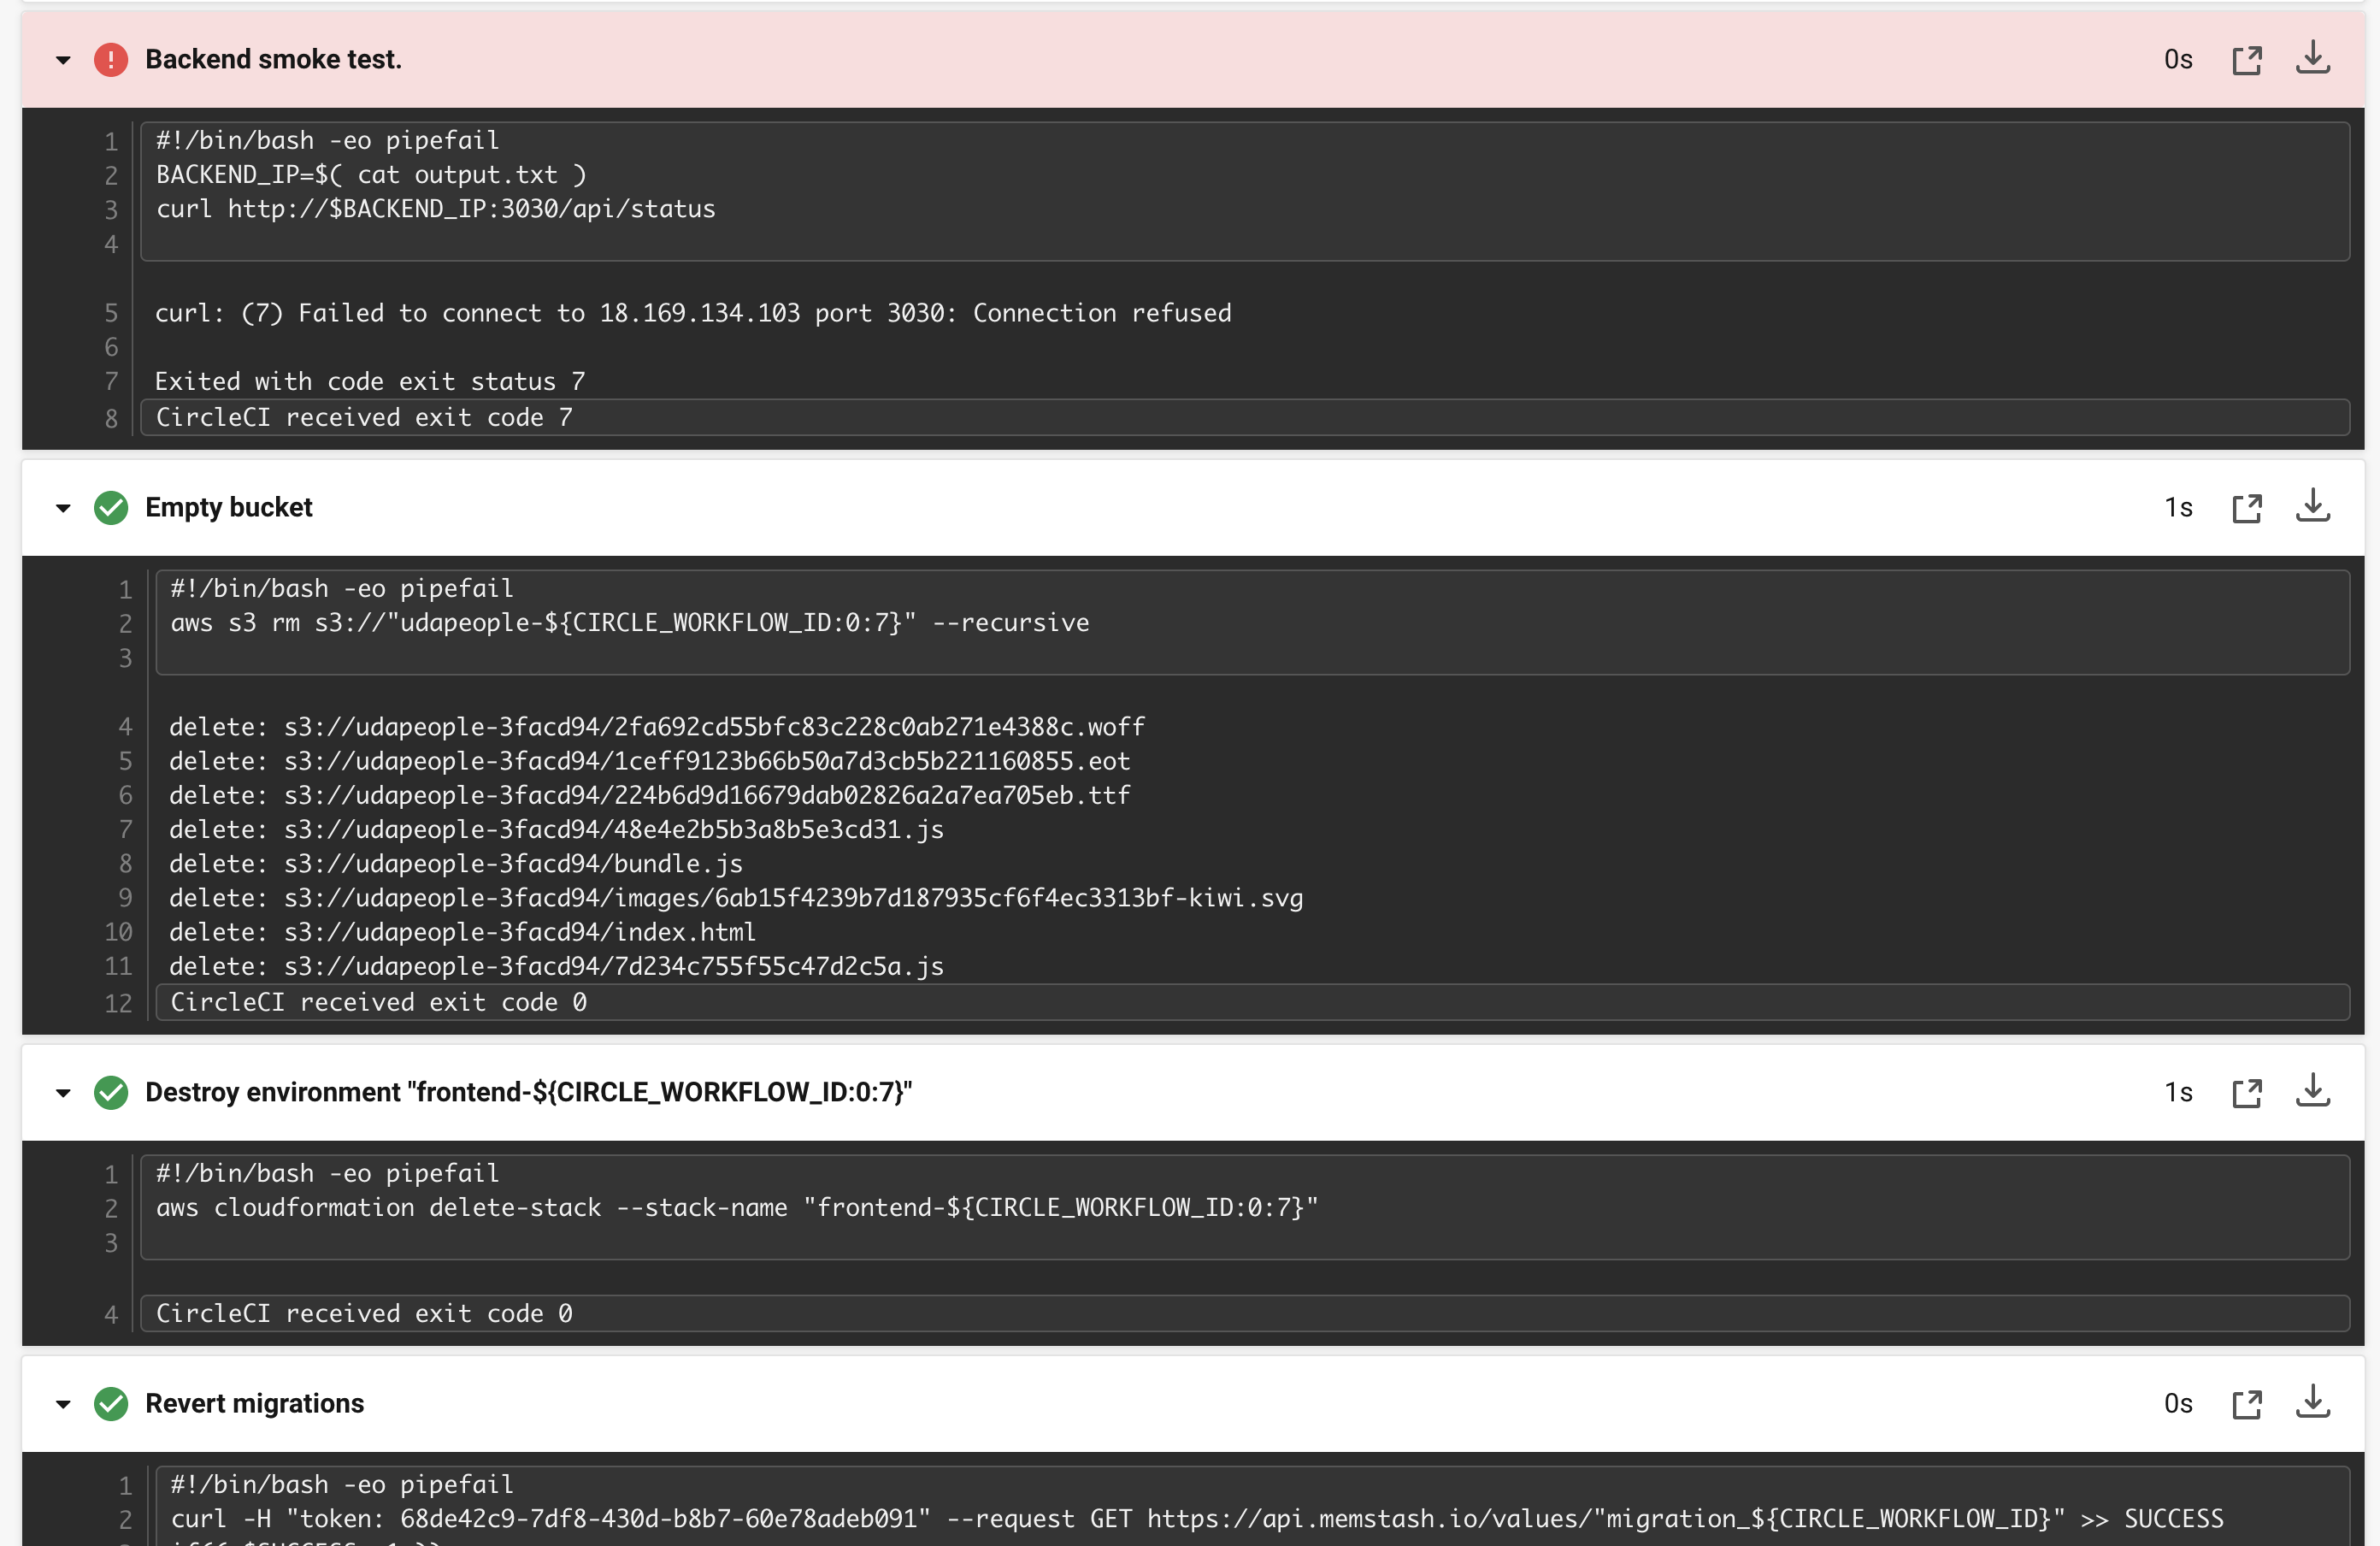 Backend smoke test.
0s
1 #!/bin/bash -eo pipefail
2 BACKEND_IP=$( cat output.txt )
3 curl http://$BACKEND_IP:3030/api/status
4
5 curl: (7) Failed to connect to 18.169.134.103 port 3030: Connection refused
6
7 Exited with code exit status 7
8 CircleCI received exit code 7
Empty bucket
1s
1 #!/bin/bash -eo pipefail
2 aws s3 rm s3://"udapeople-${CIRCLE_WORKFLOW_ID:0:7}" --recursive
3
4 delete: s3://udapeople-3facd94/2fa692cd55bfc83c228c0ab271e4388c.woff
5 delete: s3://udapeople-3facd94/1ceff9123b66b50a7d3cb5b221160855.eot
6 delete: s3://udapeople-3facd94/224b6d9d16679dab02826a2a7ea705eb.ttf
7 delete: s3://udapeople-3facd94/48e4e2b5b3a8b5e3cd31.js
8 delete: s3://udapeople-3facd94/bundle.js
9 delete: s3://udapeople-3facd94/images/6ab15f4239b7d187935cf6f4ec3313bf-kiwi.svg
10 delete: s3://udapeople-3facd94/index.html
11 delete: s3://udapeople-3facd94/7d234c755f55c47d2c5a.js
12 CircleCI received exit code 0
Destroy environment "frontend-${CIRCLE_WORKFLOW_ID:0:7}"
1s
1 #!/bin/bash -eo pipefail
2 aws cloudformation delete-stack --stack-name "frontend-${CIRCLE_WORKFLOW_ID:0:7}"
3
4 CircleCI received exit code 0
Revert migrations
0s
1 #!/bin/bash -eo pipefail
2 curl -H "token: 68de42c9-7df8-430d-b8b7-60e78adeb091" --request GET https://api.memstash.io/values/"migration_${CIRCLE_WORKFLOW_ID}" >> SUCCESS